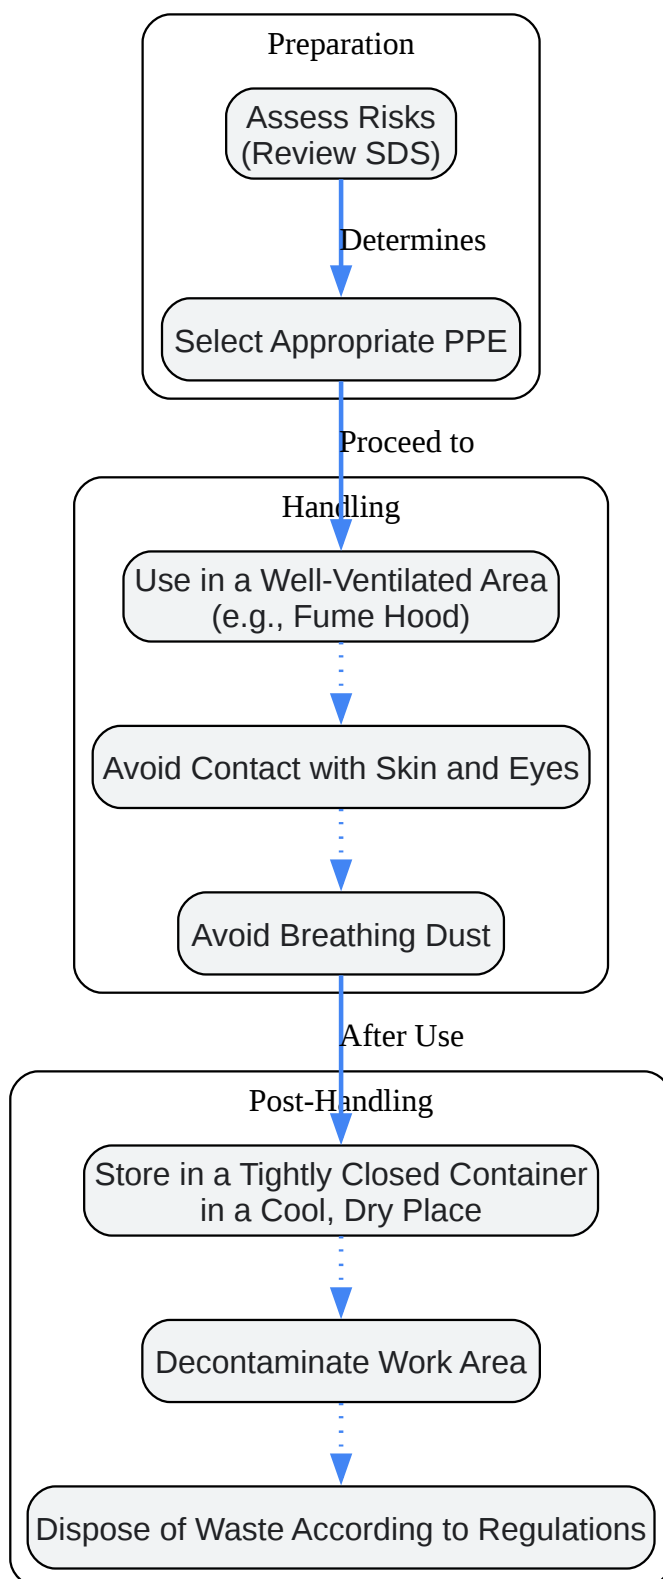 Preparation
Assess Risks
(Review SDS)
Determines
Select Appropriate PPE
Proceed to
Handling
Use in a Well-Ventilated Area
(e.g., Fume Hood)
Avoid Contact with Skin and Eyes
Avoid Breathing Dust
After Use
Post-Handling
Store in a Tightly Closed Container
in a Cool, Dry Place
Decontaminate Work Area
Dispose of Waste According to Regulations